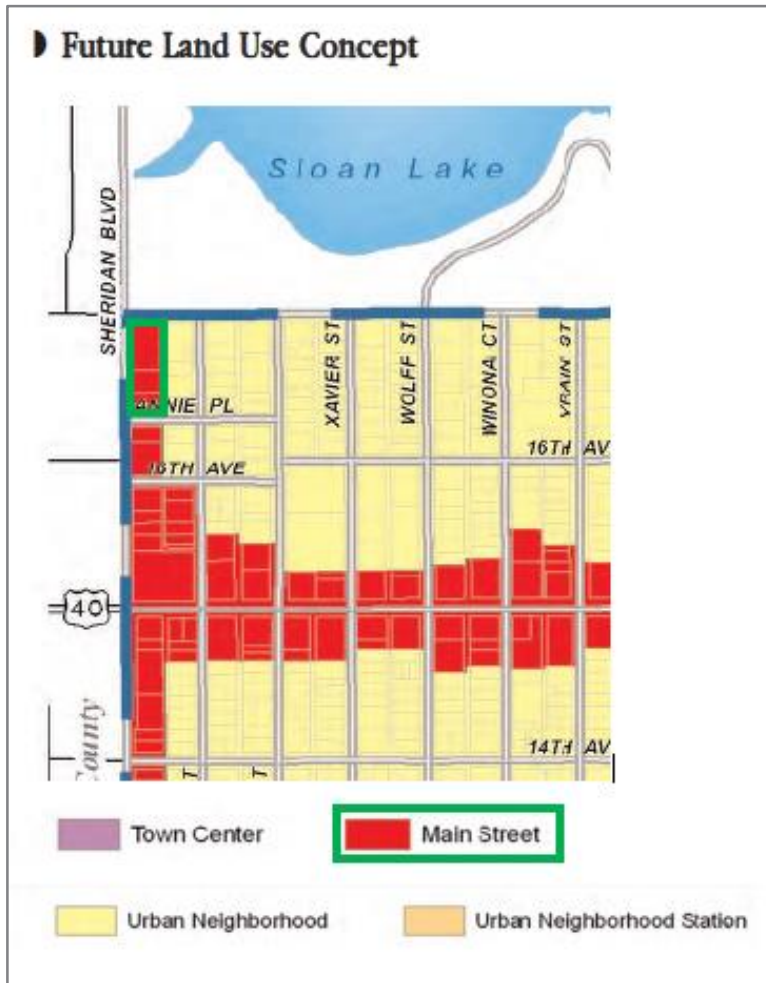 Future Land Use Concept
Sloan Lake
SHERIDAN BLVD
XAVIER ST
WOLFF ST
WINONA CT
VRAIN ST
ANNIE PL
16TH AV
16TH AVE
40
County
14TH AV
T
T
Town Center
Main Street
Urban Neighborhood
Urban Neighborhood Station